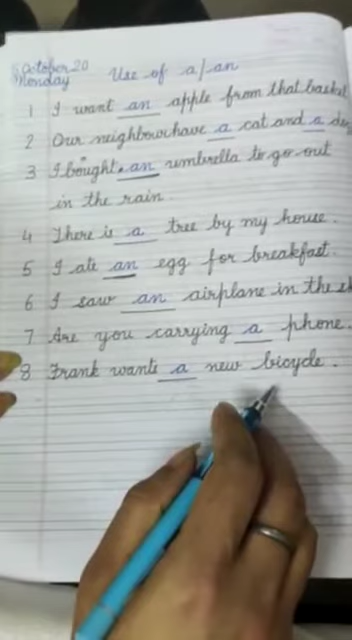 October 20
Monday
Use of a/an
1 I want an apple from that basket
2 Our neighbour have a cat and a dog
3 I bought an umbrella to go out
in the rain.
4 There is a tree by my house.
5 I ate an egg for breakfast.
6 I saw an airplane in the
7 Are you carrying a phone.
8 Frank wants a new bicycle.